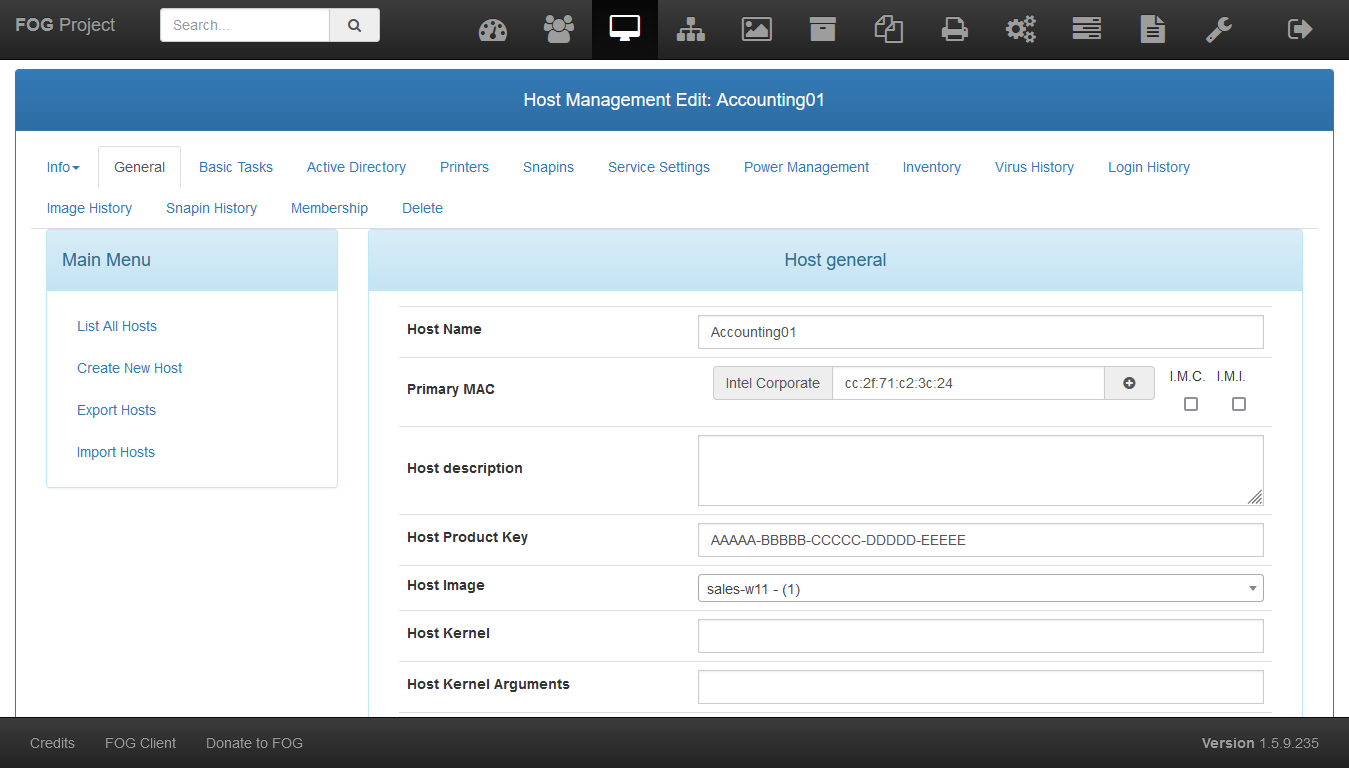 FOG Project Search...
Host Management Edit: Accounting01
Info General Basic Tasks Active Directory Printers Snapins Service Settings Power Management Inventory Virus History Login History
Image History Snapin History Membership Delete
Main Menu
List All Hosts
Create New Host
Export Hosts
Import Hosts
Host general
Host Name Accounting01
Primary MAC Intel Corporate cc:2f:71:c2:3c:24 I.M.C. I.M.I.
Host description
Host Product Key AAAAA-BBBBB-CCCCC-DDDDD-EEEEE
Host Image sales-w11 - (1)
Host Kernel
Host Kernel Arguments
Credits FOG Client Donate to FOG Version 1.5.9.235